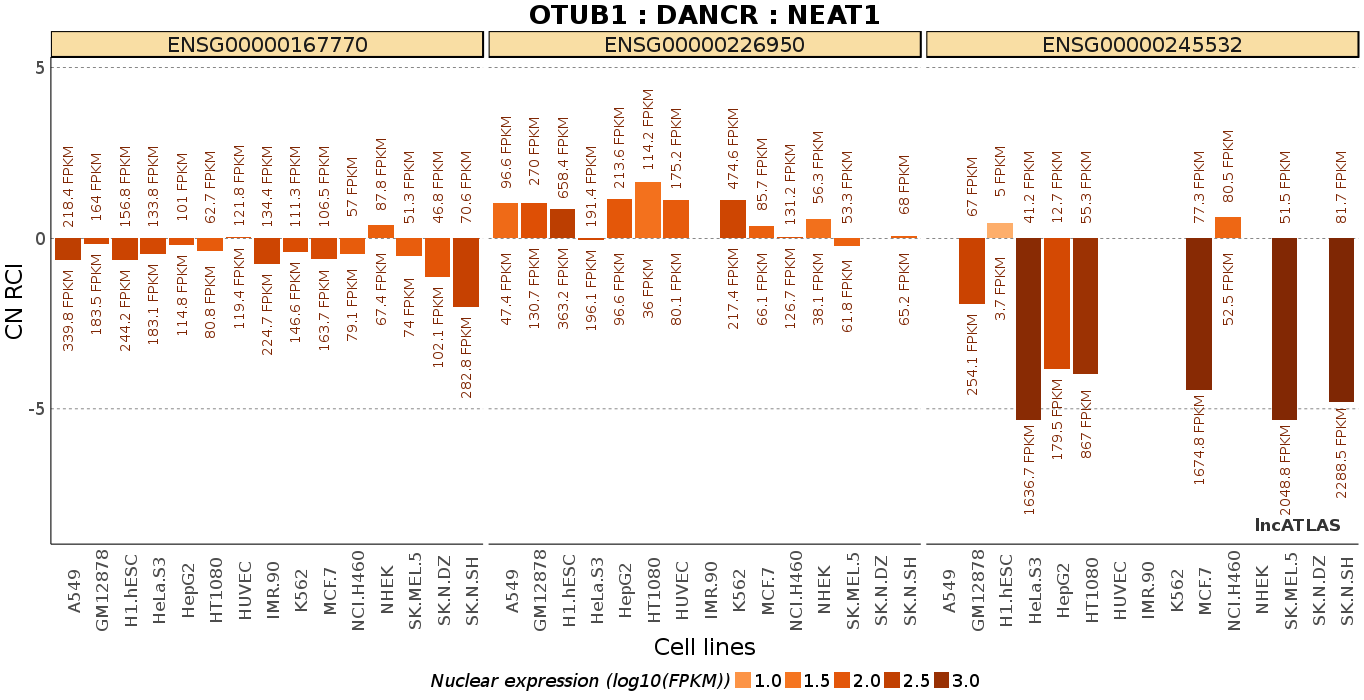 OTUB1 : DANCR : NEAT1
ENSG00000167770 ENSG00000226950 ENSG00000245532
CN RCI
5
0
-5
218.4 FPKM 164 FPKM 156.8 FPKM 133.8 FPKM 101 FPKM 62.7 FPKM 121.8 FPKM 134.4 FPKM 111.3 FPKM 106.5 FPKM 57 FPKM 87.8 FPKM 51.3 FPKM 46.8 FPKM 70.6 FPKM
339.8 FPKM 183.5 FPKM 244.2 FPKM 183.1 FPKM 114.8 FPKM 80.8 FPKM 119.4 FPKM 224.7 FPKM 146.6 FPKM 163.7 FPKM 79.1 FPKM 67.4 FPKM 74 FPKM 102.1 FPKM 282.8 FPKM
96.6 FPKM 270 FPKM 658.4 FPKM 191.4 FPKM 213.6 FPKM 114.2 FPKM 175.2 FPKM 474.6 FPKM 85.7 FPKM 131.2 FPKM 56.3 FPKM 53.3 FPKM 68 FPKM
47.4 FPKM 130.7 FPKM 363.2 FPKM 196.1 FPKM 96.6 FPKM 36 FPKM 80.1 FPKM 217.4 FPKM 66.1 FPKM 126.7 FPKM 38.1 FPKM 61.8 FPKM 65.2 FPKM
67 FPKM 5 FPKM 41.2 FPKM 12.7 FPKM 55.3 FPKM 77.3 FPKM 80.5 FPKM 51.5 FPKM 81.7 FPKM
254.1 FPKM 3.7 FPKM 1636.7 FPKM 179.5 FPKM 867 FPKM 1674.8 FPKM 52.5 FPKM 2048.8 FPKM 2288.5 FPKM
lncATLAS
A549 GM12878 H1.hESC HeLa.S3 HepG2 HT1080 HUVEC IMR.90 K562 MCF.7 NCI.H460 NHEK SK.MEL.5 SK.N.DZ SK.N.SH
A549 GM12878 H1.hESC HeLa.S3 HepG2 HT1080 HUVEC IMR.90 K562 MCF.7 NCI.H460 NHEK SK.MEL.5 SK.N.DZ SK.N.SH
A549 GM12878 H1.hESC HeLa.S3 HepG2 HT1080 HUVEC IMR.90 K562 MCF.7 NCI.H460 NHEK SK.MEL.5 SK.N.DZ SK.N.SH
Cell lines
Nuclear expression (log10(FPKM)) 1.0 1.5 2.0 2.5 3.0